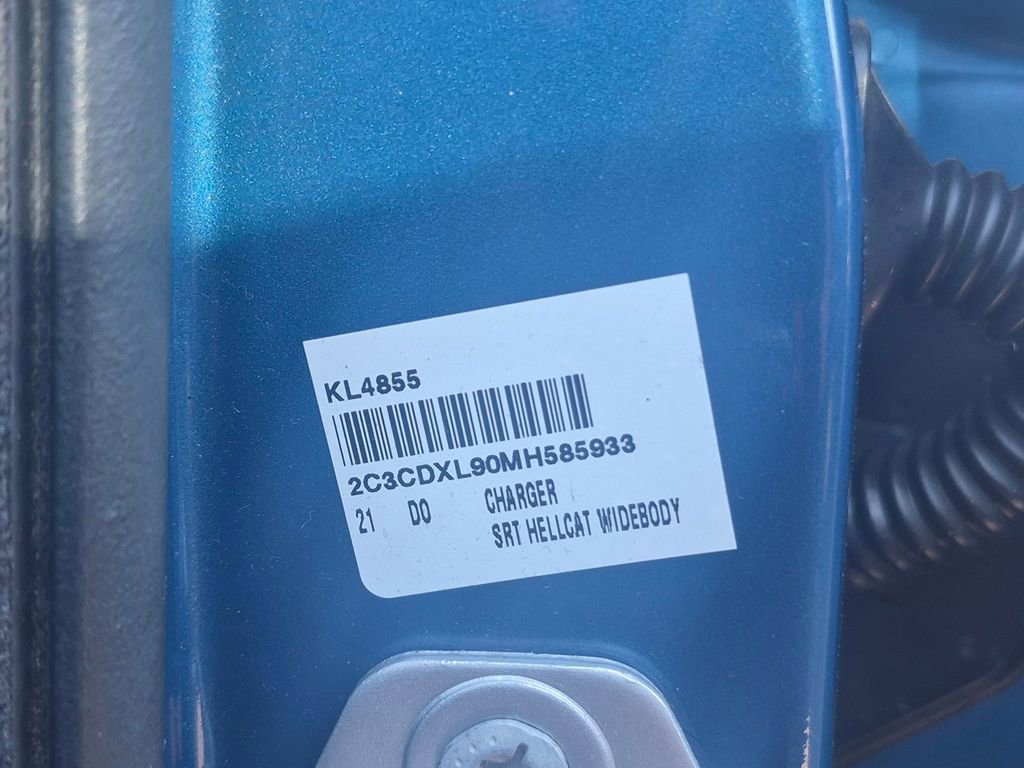 KL4855
2C3CDXL90MH585933
21 DO CHARGER
SRT HELLCAT WIDEBODY